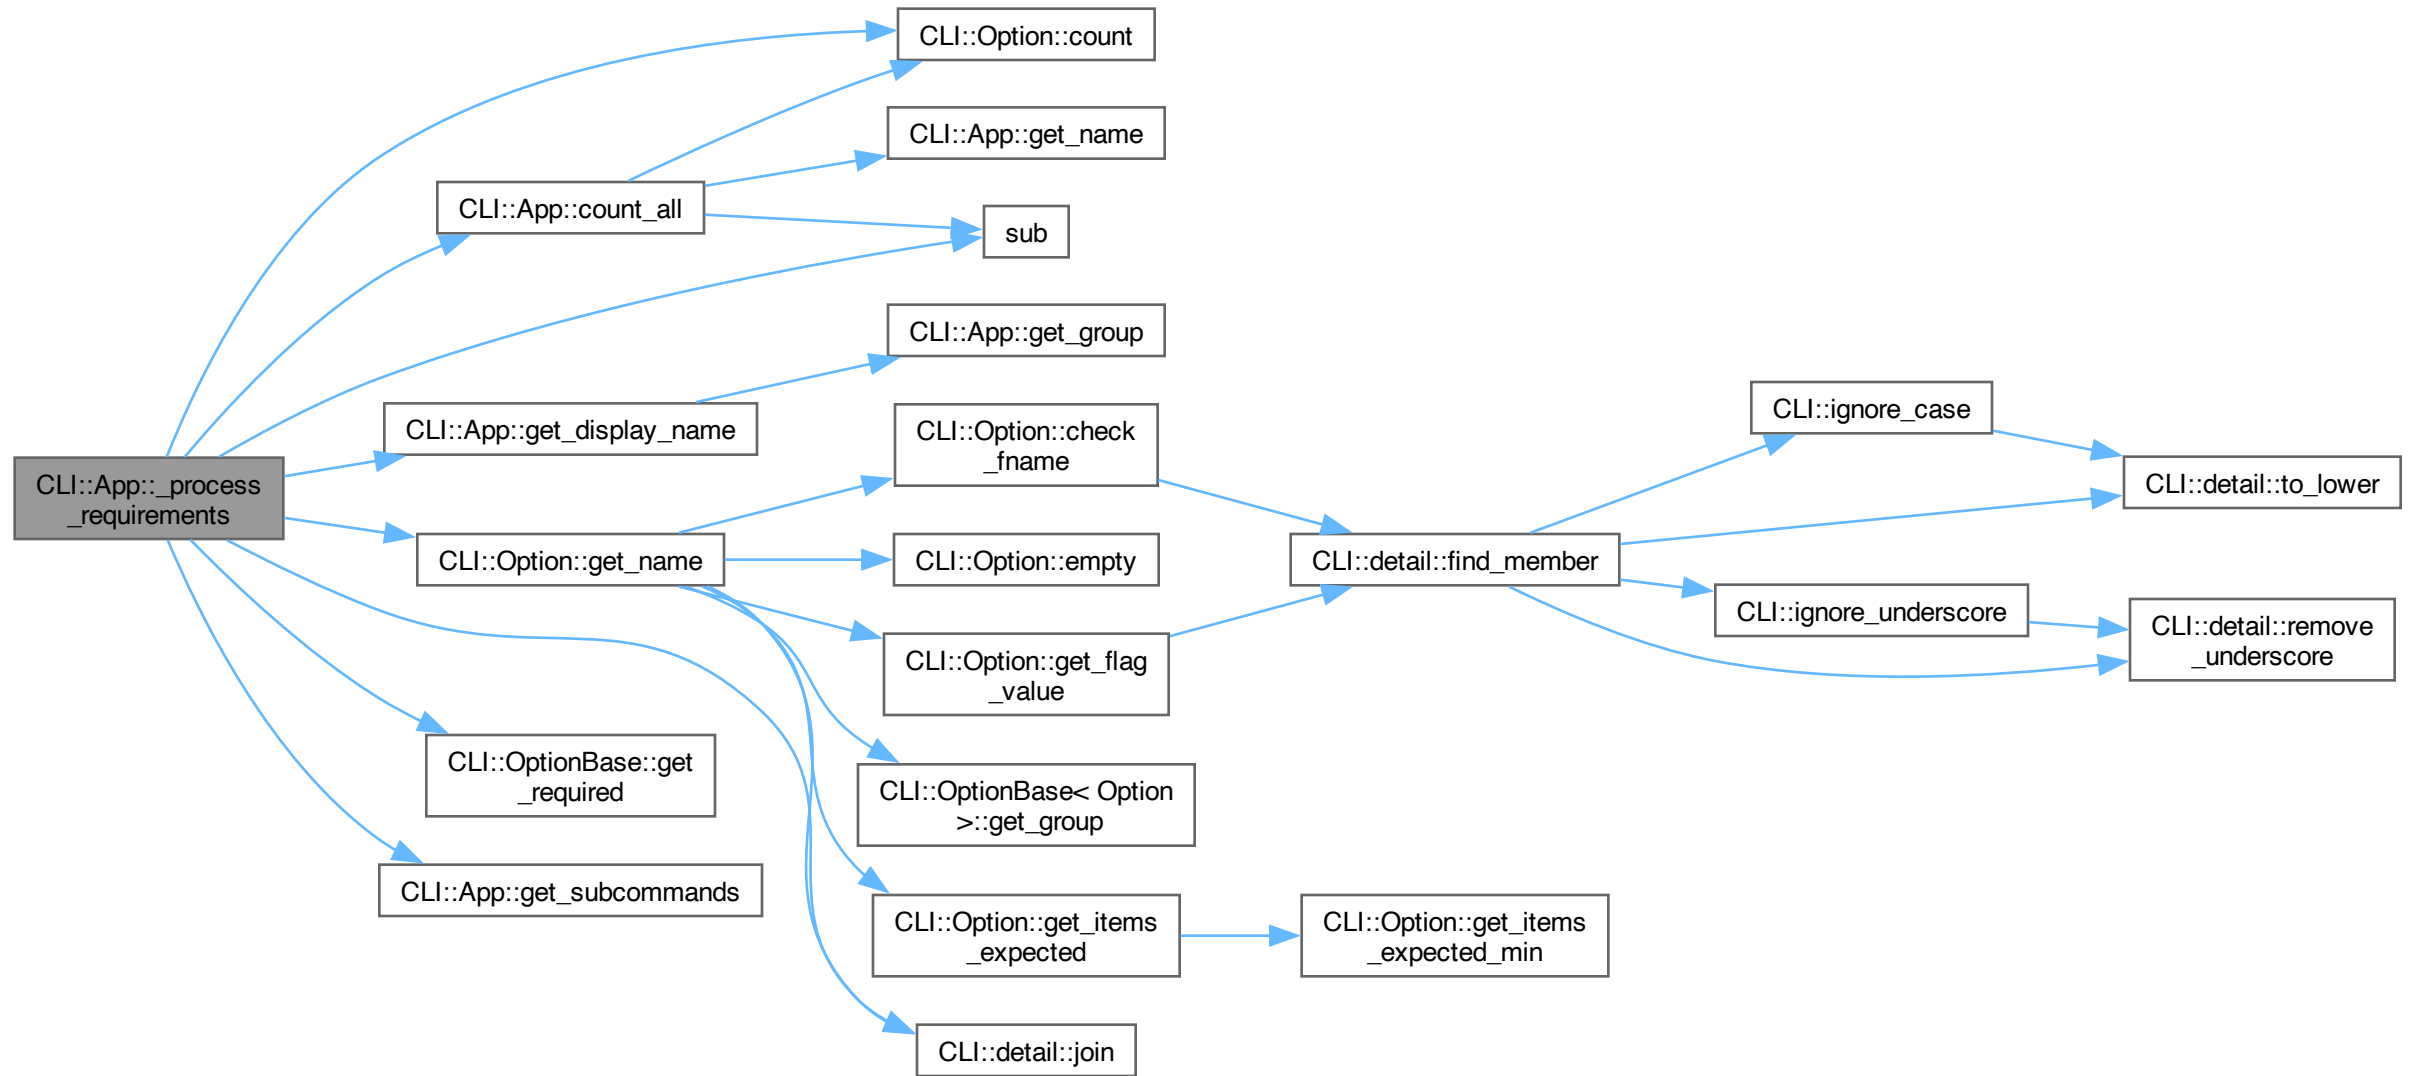 CLI::App::_process
_requirements
CLI::App::count_all
CLI::App::get_display_name
CLI::Option::get_name
CLI::OptionBase::get
_required
CLI::App::get_subcommands
CLI::Option::count
CLI::App::get_name
sub
CLI::App::get_group
CLI::Option::check
_fname
CLI::Option::empty
CLI::Option::get_flag
_value
CLI::OptionBase< Option
>::get_group
CLI::Option::get_items
_expected
CLI::detail::join
CLI::detail::find_member
CLI::Option::get_items
_expected_min
CLI::ignore_case
CLI::ignore_underscore
CLI::detail::to_lower
CLI::detail::remove
_underscore